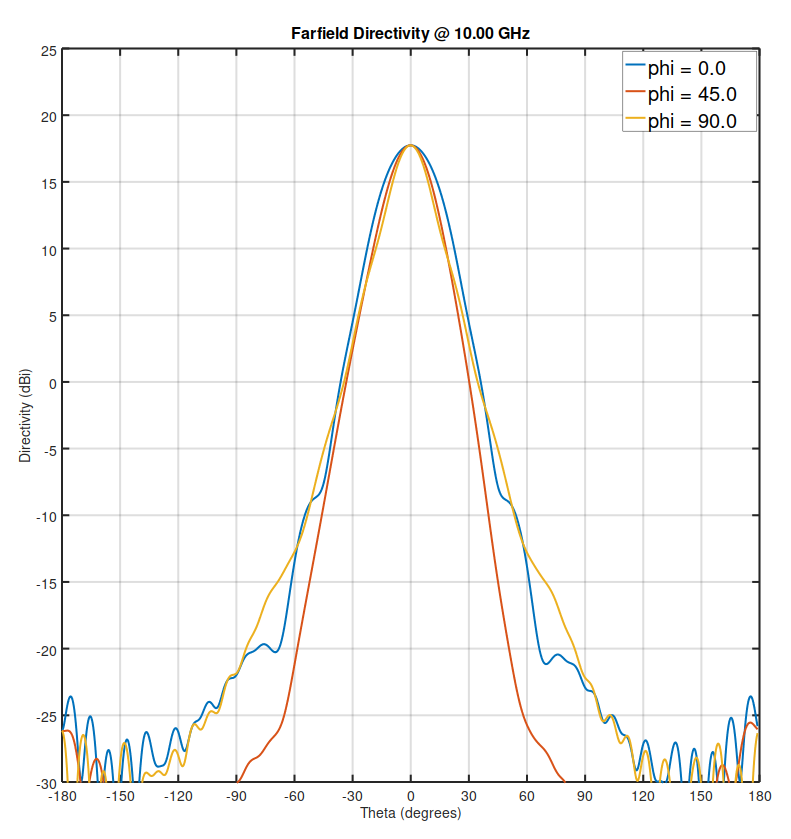 Farfield Directivity @ 10.00 GHz
phi = 0.0
phi = 45.0
phi = 90.0
25
20
15
10
5
0
-5
-10
-15
-20
-25
-30
Directivity (dBi)
-180 -150 -120 -90 -60 -30 0 30 60 90 120 150 180
Theta (degrees)